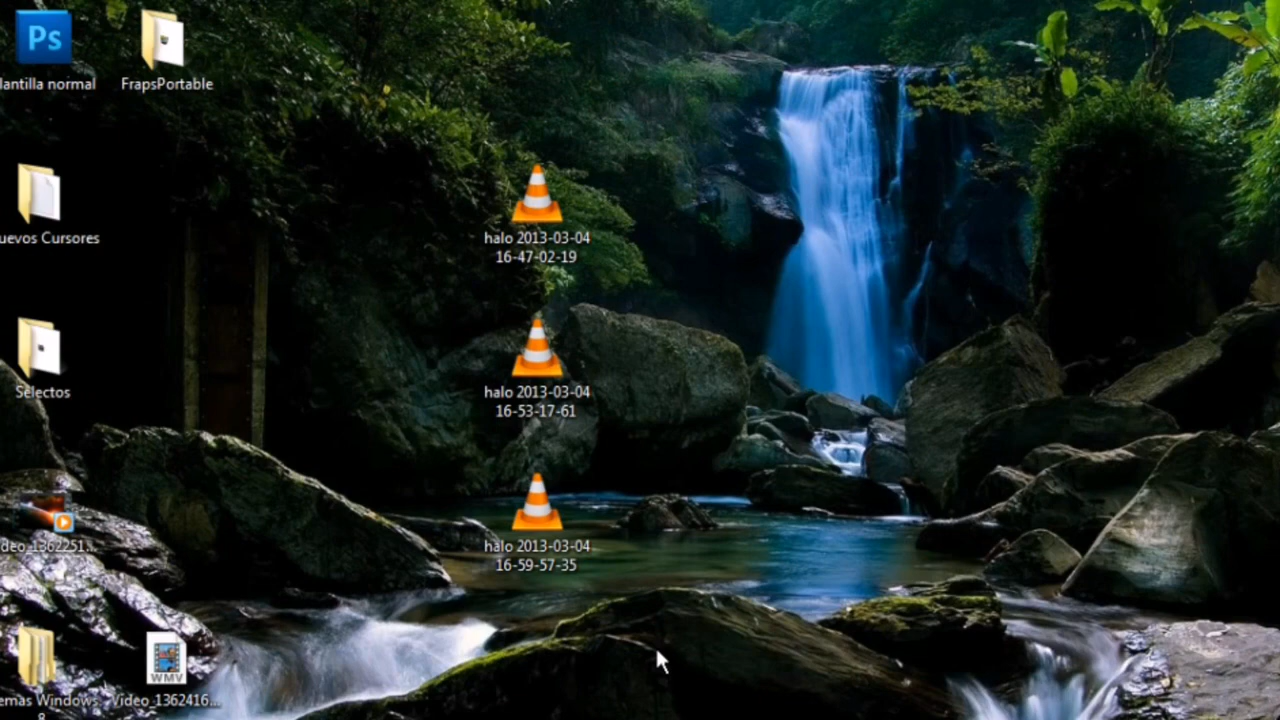 Ps
lantilla normal
FrapsPortable
uevos Cursores
halo 2013-03-04
16-47-02-19
Selectos
halo 2013-03-04
16-53-17-61
deo_1362251...
halo 2013-03-04
16-59-57-35
emas Windows
8
WMV
Video_1362416...